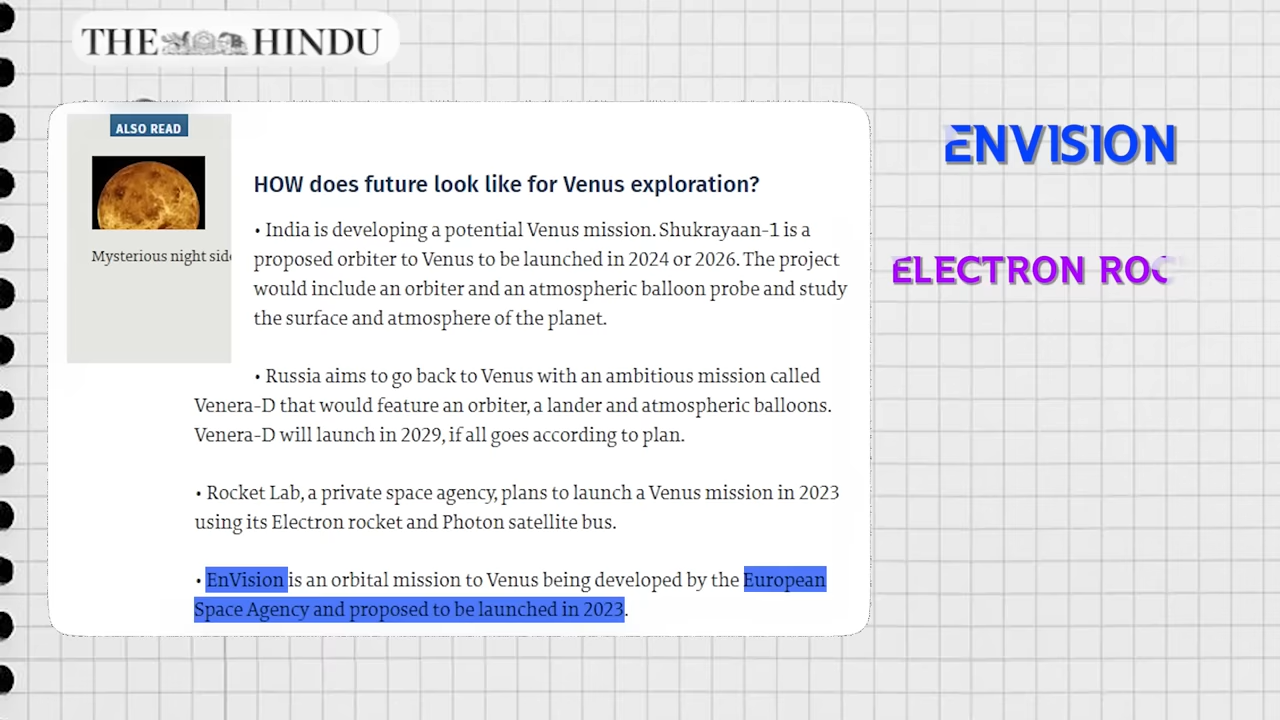 THE HINDU
ALSO READ
Mysterious night
HOW does future look like for Venus exploration?
• India is developing a potential Venus mission. Shukrayaan-1 is a
proposed orbiter to Venus to be launched in 2024 or 2026. The project
would include an orbiter and an atmospheric balloon probe and study
the surface and atmosphere of the planet.
• Russia aims to go back to Venus with an ambitious mission called
Venera-D that would feature an orbiter, a lander and atmospheric balloons.
Venera-D will launch in 2029, if all goes according to plan.
• Rocket Lab, a private space agency, plans to launch a Venus mission in 2023
using its Electron rocket and Photon satellite bus.
• EnVision is an orbital mission to Venus being developed by the European
Space Agency and proposed to be launched in 2023.
ENVISION
ELECTRON